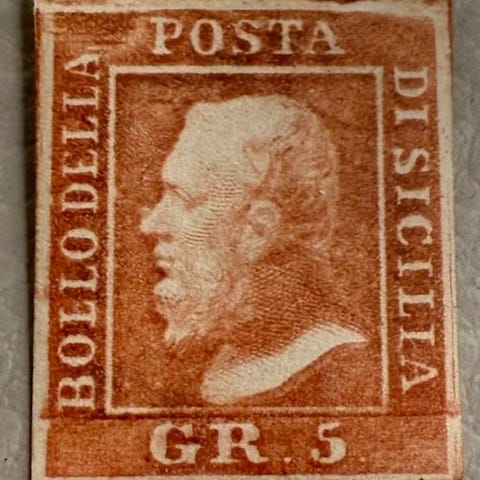 BOLLO DELLA
POSTA
DI SICILIA
GR. 5.